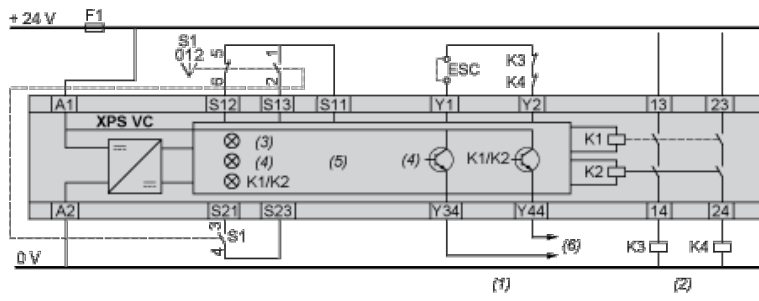 + 24 V F1
S1
012
5
1
6
2
ESC
K3
K4
A1 S12 S13 S11 Y1 Y2 13 23
XPS VC
(3)
(4) (5) (4) K1/K2
K1/K2
K1
K2
A2 S21 S23 Y34 Y44 14 24
3
4
S1
(6)
K3 K4
0 V
(1) (2)